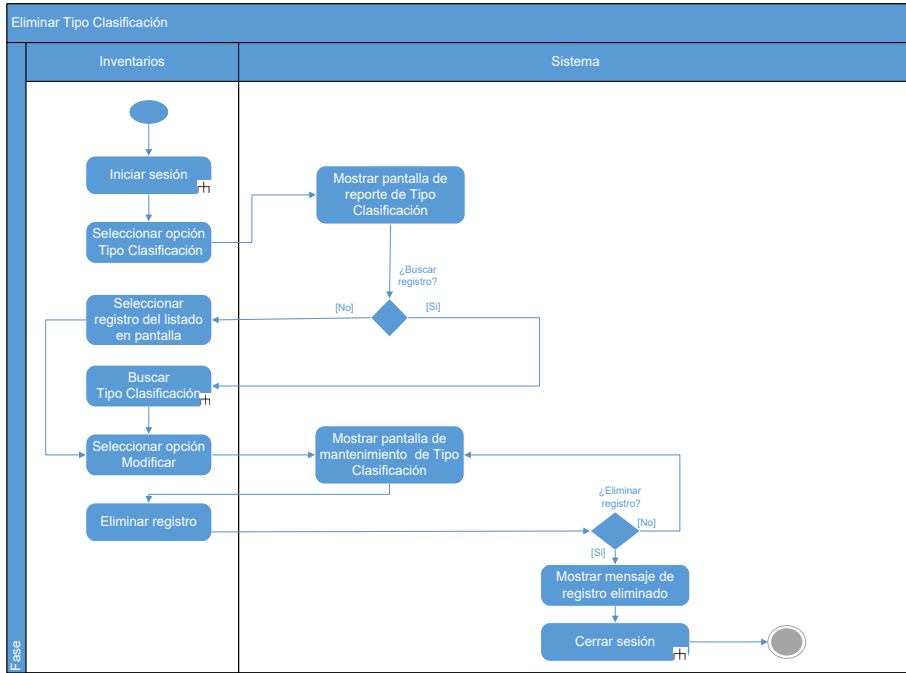 Eliminar Tipo Clasificación
Inventarios
Sistema
Fase
Iniciar sesión
Seleccionar opción
Tipo Clasificación
Mostrar pantalla de
reporte de Tipo
Clasificación
¿Buscar
registro?
[No]
[Si]
Seleccionar
registro del listado
en pantalla
Buscar
Tipo Clasificación
Seleccionar opción
Modificar
Mostrar pantalla de
mantenimiento de Tipo
Clasificación
Eliminar registro
¿Eliminar
registro?
[No]
[Si]
Mostrar mensaje de
registro eliminado
Cerrar sesión